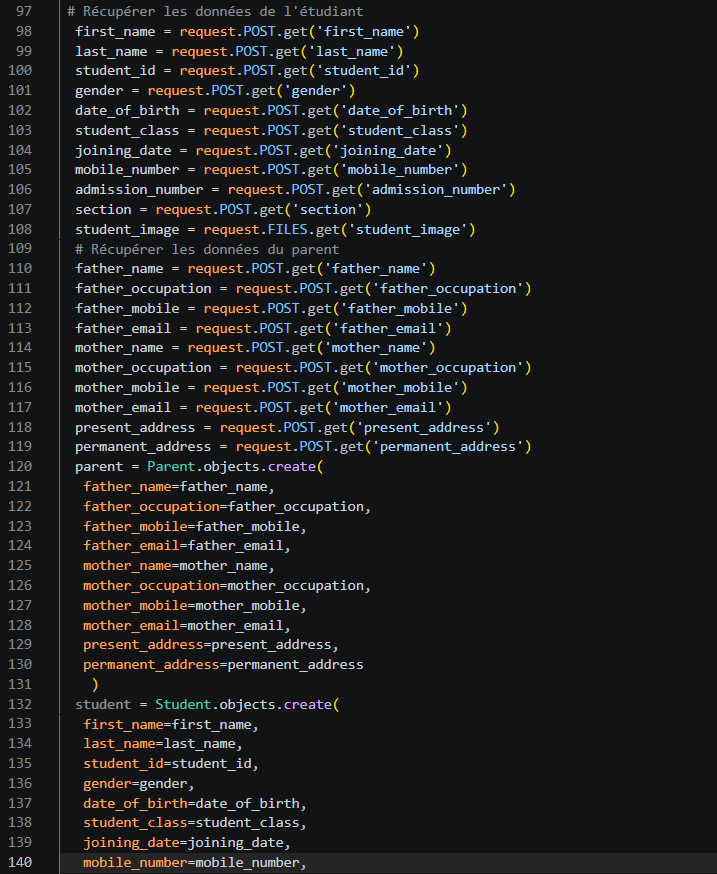 97 # Récupérer les données de l'étudiant
98 first_name = request.POST.get('first_name')
99 last_name = request.POST.get('last_name')
100 student_id = request.POST.get('student_id')
101 gender = request.POST.get('gender')
102 date_of_birth = request.POST.get('date_of_birth')
103 student_class = request.POST.get('student_class')
104 joining_date = request.POST.get('joining_date')
105 mobile_number = request.POST.get('mobile_number')
106 admission_number = request.POST.get('admission_number')
107 section = request.POST.get('section')
108 student_image = request.FILES.get('student_image')
109 # Récupérer les données du parent
110 father_name = request.POST.get('father_name')
111 father_occupation = request.POST.get('father_occupation')
112 father_mobile = request.POST.get('father_mobile')
113 father_email = request.POST.get('father_email')
114 mother_name = request.POST.get('mother_name')
115 mother_occupation = request.POST.get('mother_occupation')
116 mother_mobile = request.POST.get('mother_mobile')
117 mother_email = request.POST.get('mother_email')
118 present_address = request.POST.get('present_address')
119 permanent_address = request.POST.get('permanent_address')
120 parent = Parent.objects.create(
121 father_name=father_name,
122 father_occupation=father_occupation,
123 father_mobile=father_mobile,
124 father_email=father_email,
125 mother_name=mother_name,
126 mother_occupation=mother_occupation,
127 mother_mobile=mother_mobile,
128 mother_email=mother_email,
129 present_address=present_address,
130 permanent_address=permanent_address
131 )
132 student = Student.objects.create(
133 first_name=first_name,
134 last_name=last_name,
135 student_id=student_id,
136 gender=gender,
137 date_of_birth=date_of_birth,
138 student_class=student_class,
139 joining_date=joining_date,
140 mobile_number=mobile_number,